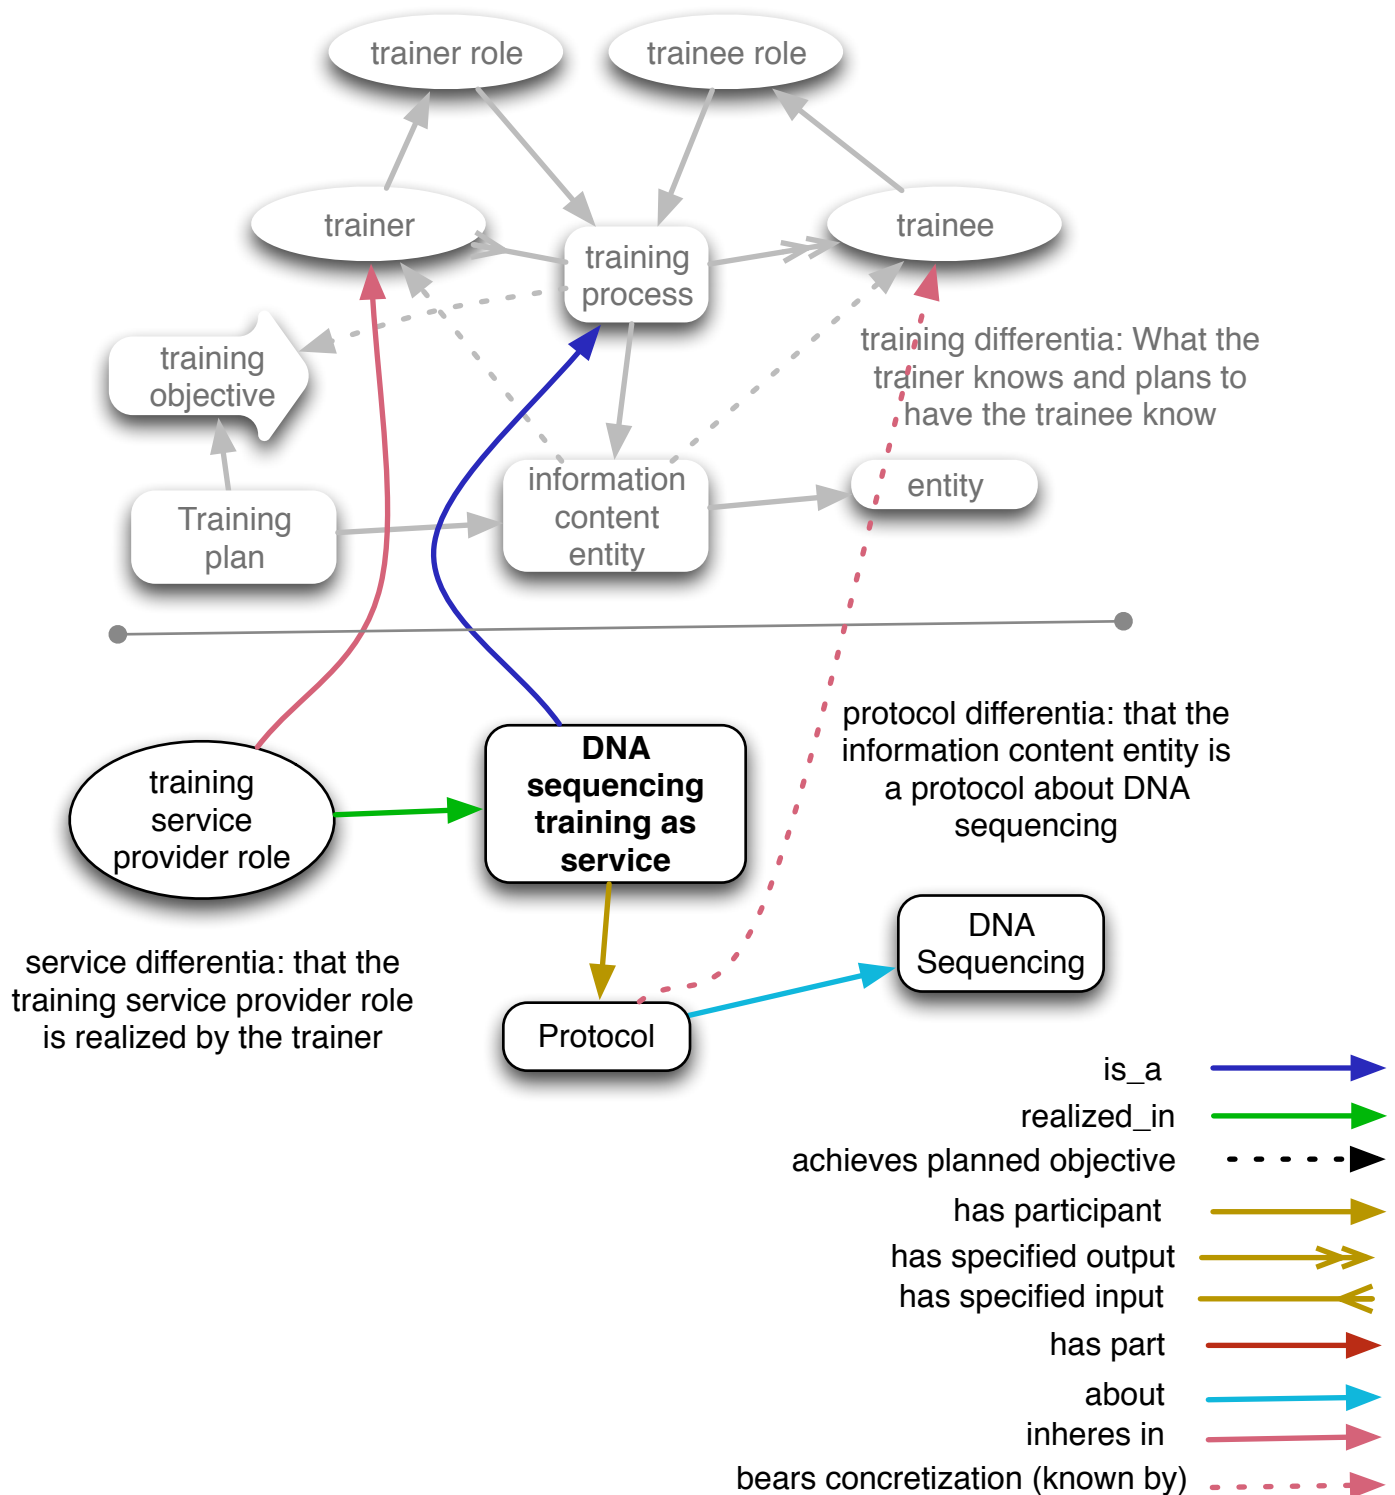 trainer role
trainee role
trainer
trainee
training
process
training
objective
training differentia: What the
trainer knows and plans to
have the trainee know
information
content
entity
entity
Training
plan
protocol differentia: that the
information content entity is
a protocol about DNA
sequencing
training
service
provider role
DNA
sequencing
training as
service
service differentia: that the
training service provider role
is realized by the trainer
DNA
Sequencing
Protocol
is_a
realized_in
achieves planned objective
has participant
has specified output
has specified input
has part
about
inheres in
bears concretization (known by)